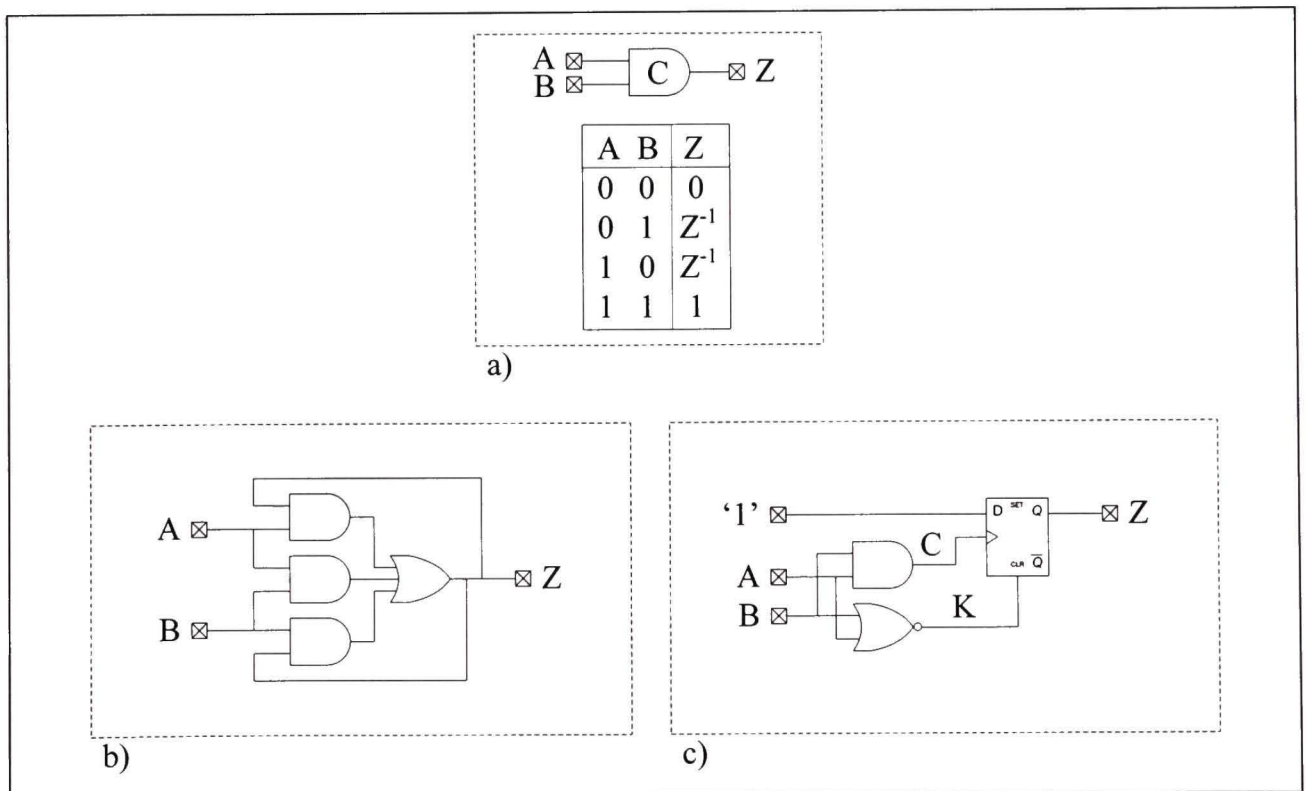 A
B
C
Z
A B Z
0 0 0
0 1 Z⁻¹
1 0 Z⁻¹
1 1 1
a)
A
B
Z
b)
‘1’
D SET Q
Z
C
CLR Q̅
A
B
K
c)